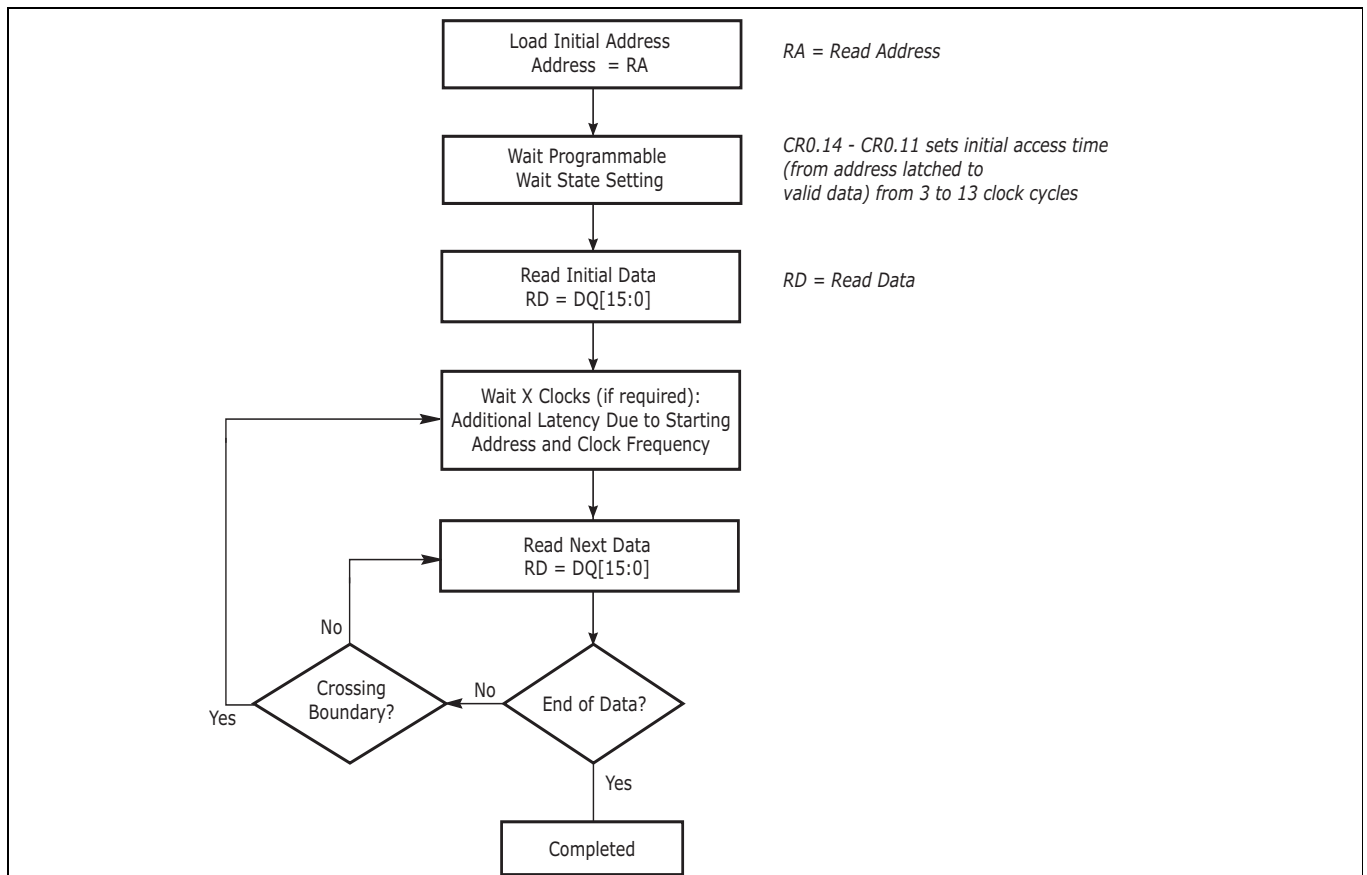 Load Initial Address
Address = RA
RA = Read Address
Wait Programmable
Wait State Setting
CR0.14 - CR0.11 sets initial access time
(from address latched to
valid data) from 3 to 13 clock cycles
Read Initial Data
RD = DQ[15:0]
RD = Read Data
Wait X Clocks (if required):
Additional Latency Due to Starting
Address and Clock Frequency
Read Next Data
RD = DQ[15:0]
No
Crossing
Boundary?
Yes
No
End of Data?
Yes
Completed